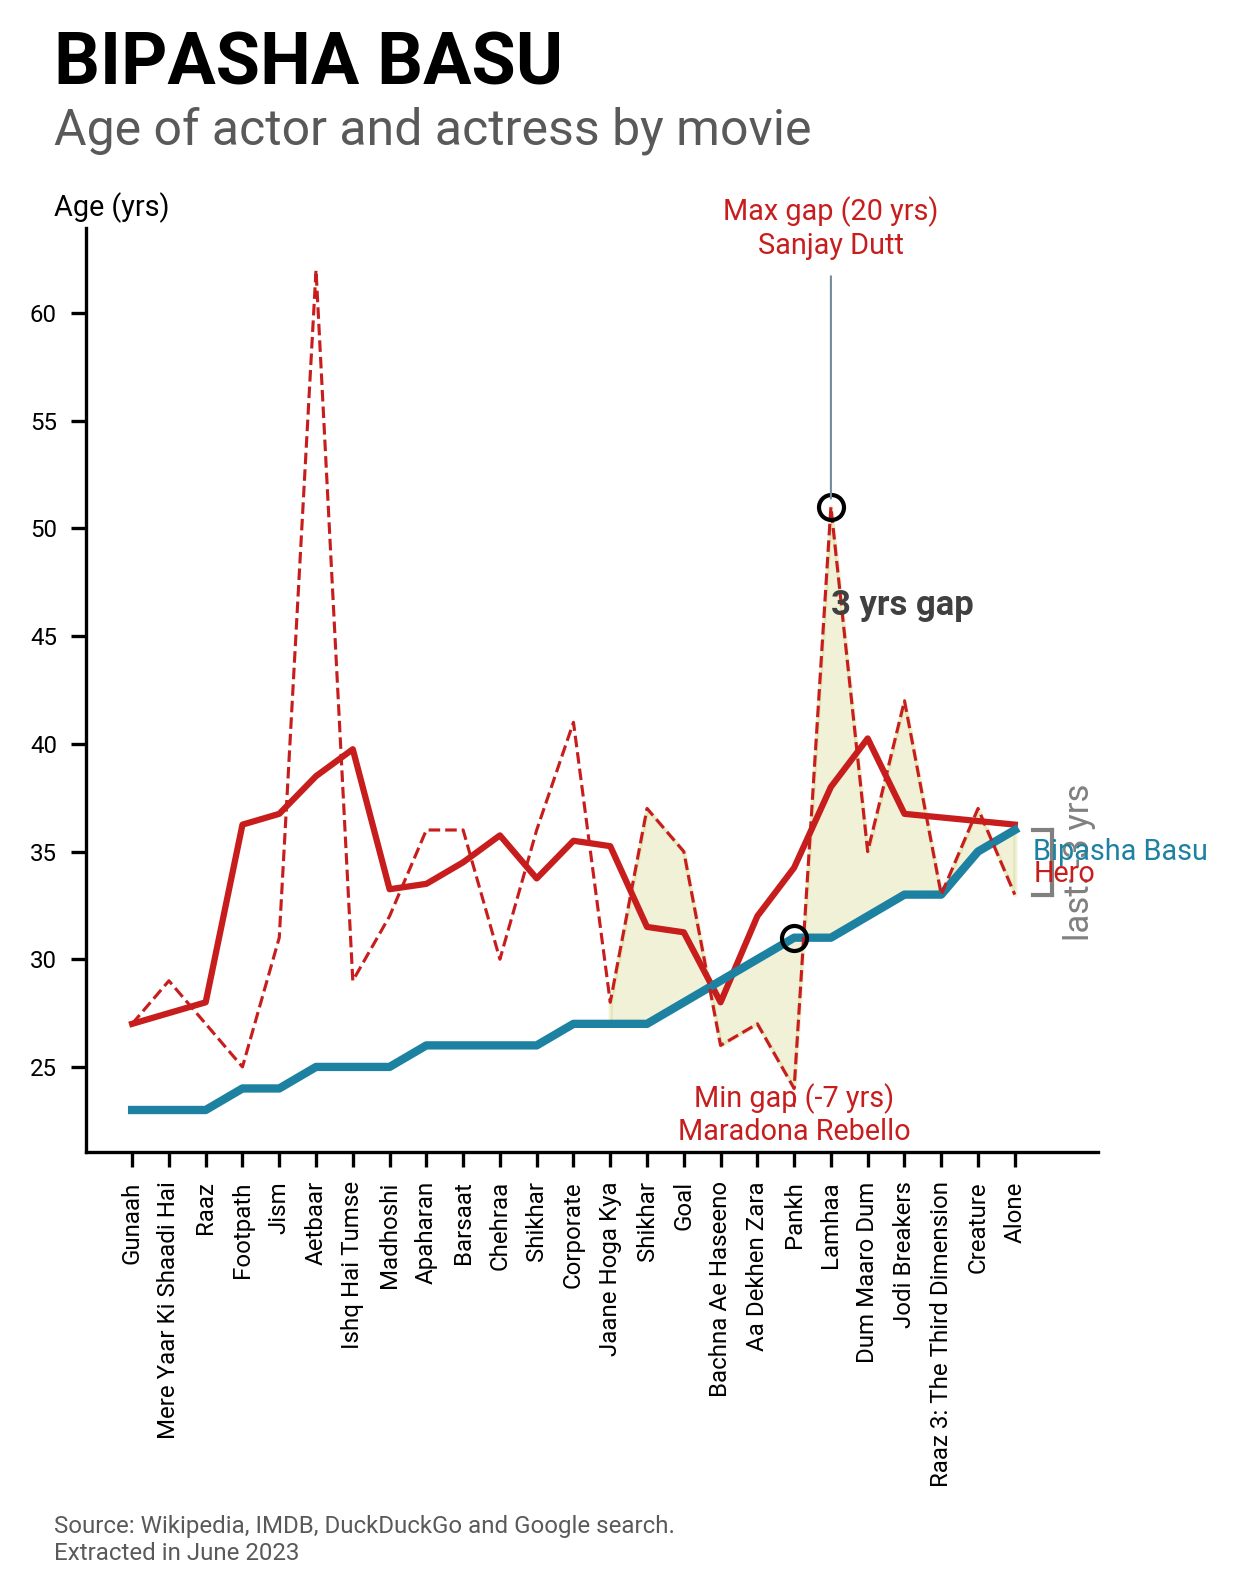 BIPASHA BASU
Age of actor and actress by movie
Age (yrs)
Max gap (20 yrs)
Sanjay Dutt
60
55
50
45
40
35
30
25
3 yrs gap
last 3 yrs
Bipasha Basu
Hero
Min gap (-7 yrs)
Maradona Rebello
Gunaah
Mere Yaar Ki Shaadi Hai
Raaz
Footpath
Jism
Aetbaar
Ishq Hai Tumse
Madhoshi
Apaharan
Barsaat
Chehraa
Shikhar
Corporate
Jaane Hoga Kya
Shikhar
Goal
Bachna Ae Haseeno
Aa Dekhen Zara
Pankh
Lamhaa
Dum Maaro Dum
Jodi Breakers
Raaz 3: The Third Dimension
Creature
Alone
Source: Wikipedia, IMDB, DuckDuckGo and Google search.
Extracted in June 2023